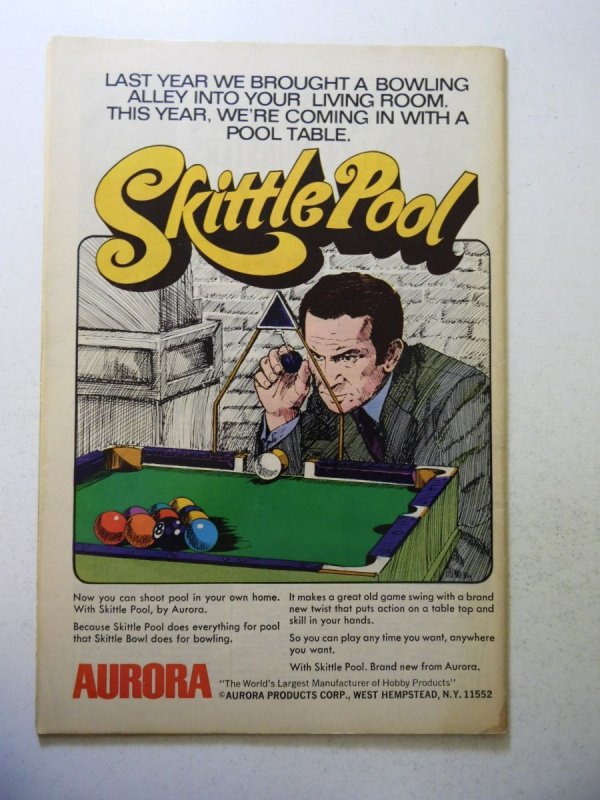 LAST YEAR WE BROUGHT A BOWLING
ALLEY INTO YOUR LIVING ROOM.
THIS YEAR, WE'RE COMING IN WITH A
POOL TABLE.
Skittle Pool
Now you can shoot pool in your own home.
With Skittle Pool, by Aurora.
Because Skittle Pool does everything for pool
that Skittle Bowl does for bowling.
It makes a great old game swing with a brand
new twist that puts action on a table top and
skill in your hands.
So you can play any time you want, anywhere
you want.
With Skittle Pool. Brand new from Aurora.
AURORA
"The World's Largest Manufacturer of Hobby Products"
©AURORA PRODUCTS CORP., WEST HEMPSTEAD, N.Y. 11552
8